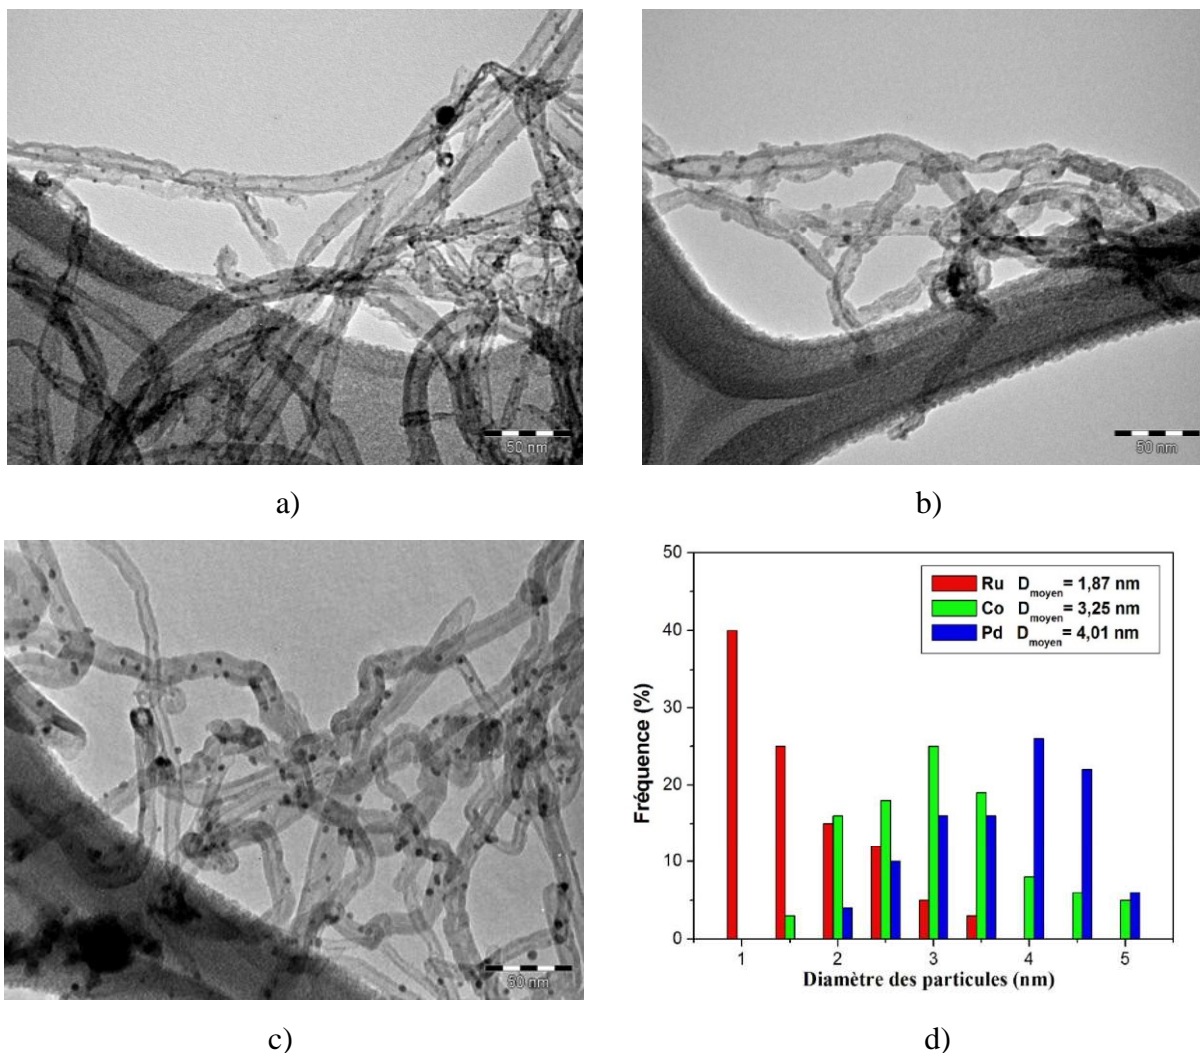 50 nm
50 nm
a)
b)
50 nm
50
40
30
20
10
0
Fréquence (%)
Ru D moyen = 1,87 nm
Co D moyen = 3,25 nm
Pd D moyen = 4,01 nm
1 2 3 4 5
Diamètre des particules (nm)
c)
d)